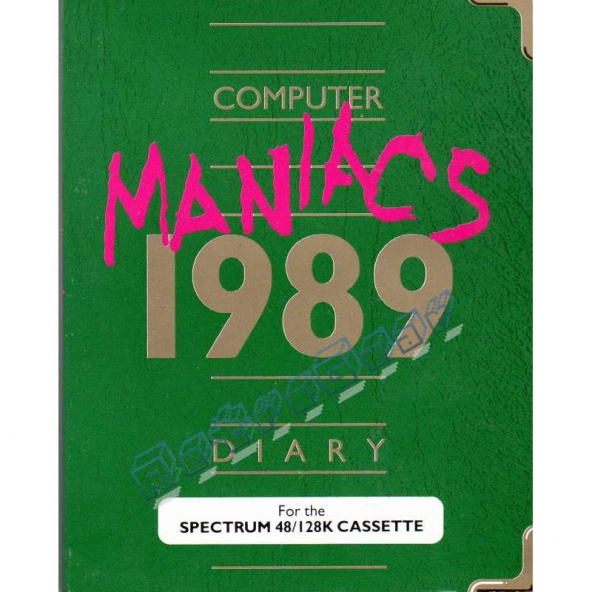 COMPUTER
MANIACS
1989
DIARY
For the
SPECTRUM 48/128K CASSETTE